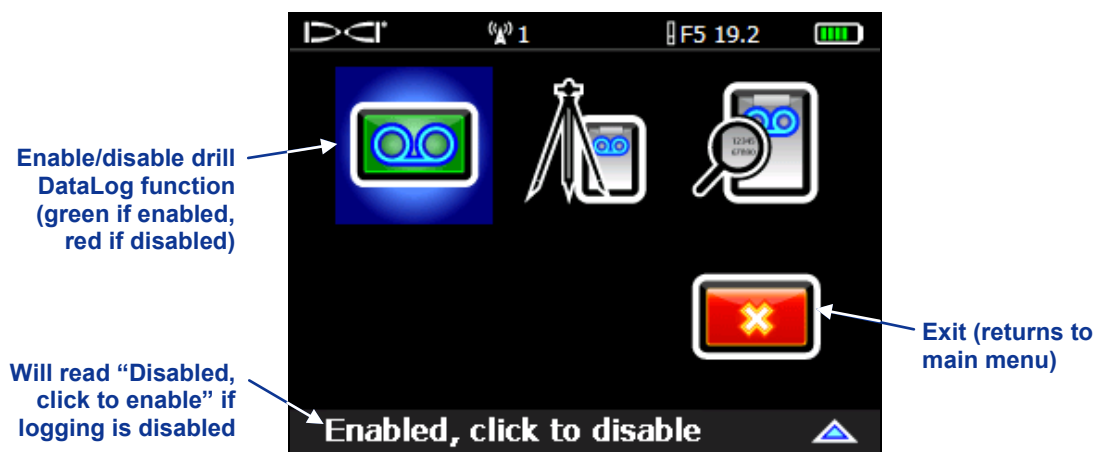 DCI
1
F5 19.2
Enable/disable drill
DataLog function
(green if enabled,
red if disabled)
12345
67890
Exit (returns to
main menu)
Will read “Disabled,
click to enable” if
logging is disabled
Enabled, click to disable